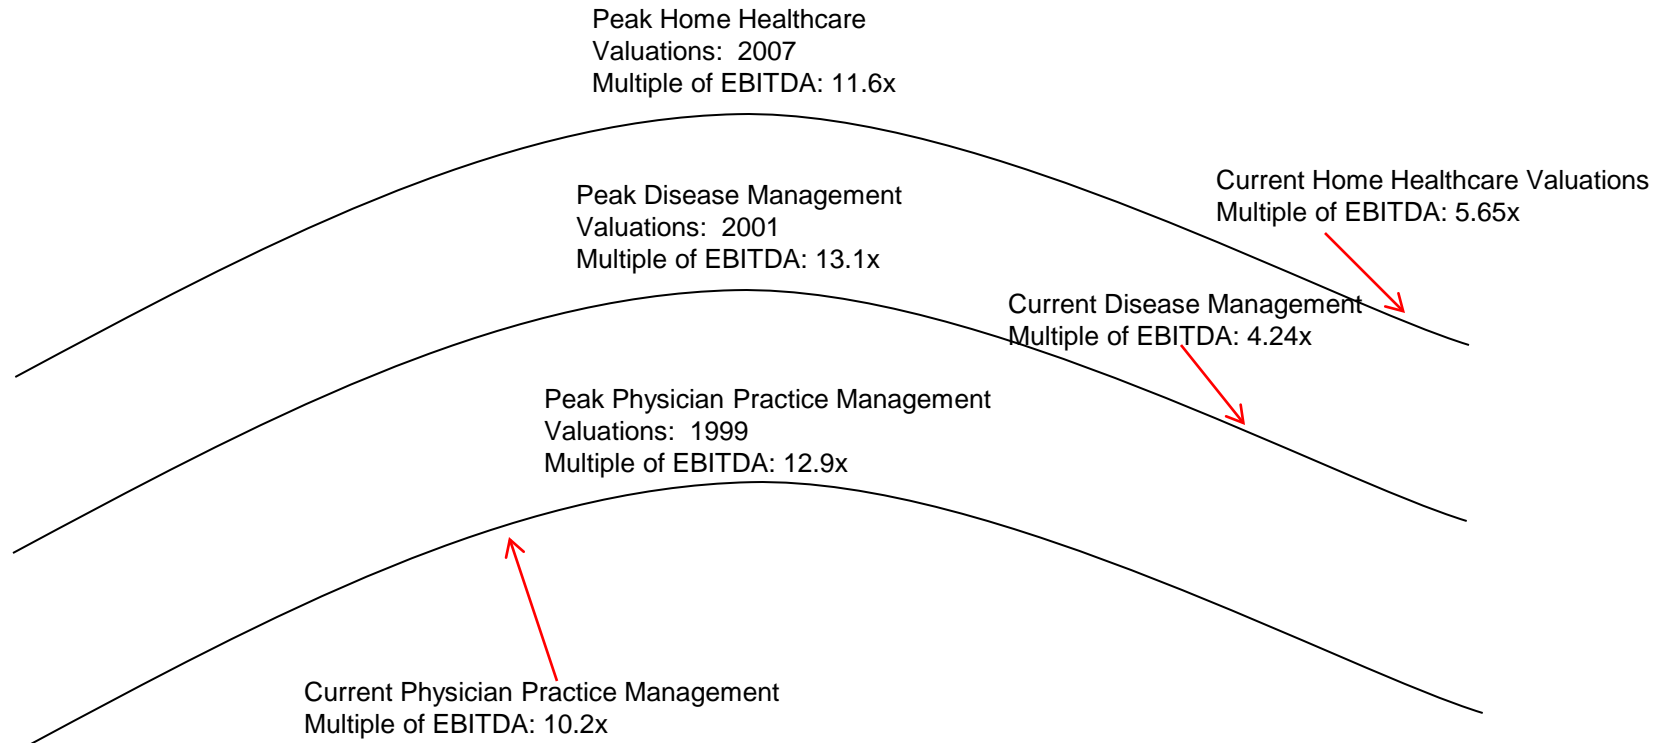 Peak Home Healthcare
Valuations:  2007
Multiple of EBITDA: 11.6x
Current Home Healthcare Valuations
Multiple of EBITDA: 5.65x
Peak Disease Management
Valuations:  2001
Multiple of EBITDA: 13.1x
Current Disease Management
Multiple of EBITDA: 4.24x
Peak Physician Practice Management
Valuations:  1999
Multiple of EBITDA: 12.9x
Current Physician Practice Management
Multiple of EBITDA: 10.2x